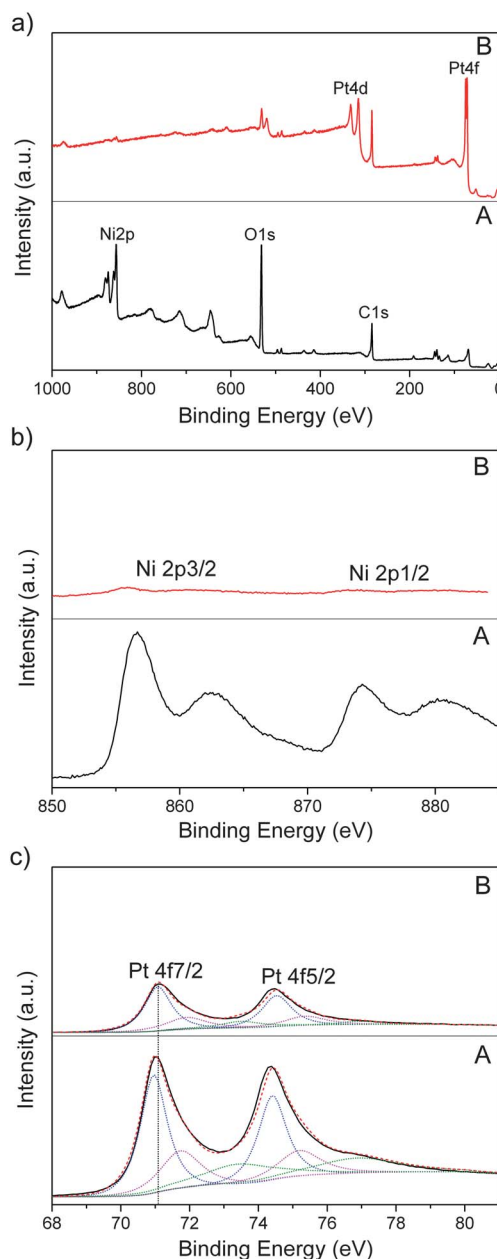 a)
B
Pt4d
Pt4f
A
Ni2p
O1s
C1s
Intensity (a.u.)
1000 800 600 400 200 0
Binding Energy (eV)
b)
B
Ni 2p3/2 Ni 2p1/2
A
Intensity (a.u.)
850 860 870 880
Binding Energy (eV)
c)
B
Pt 4f7/2 Pt 4f5/2
A
Intensity (a.u.)
68 70 72 74 76 78 80
Binding Energy (eV)